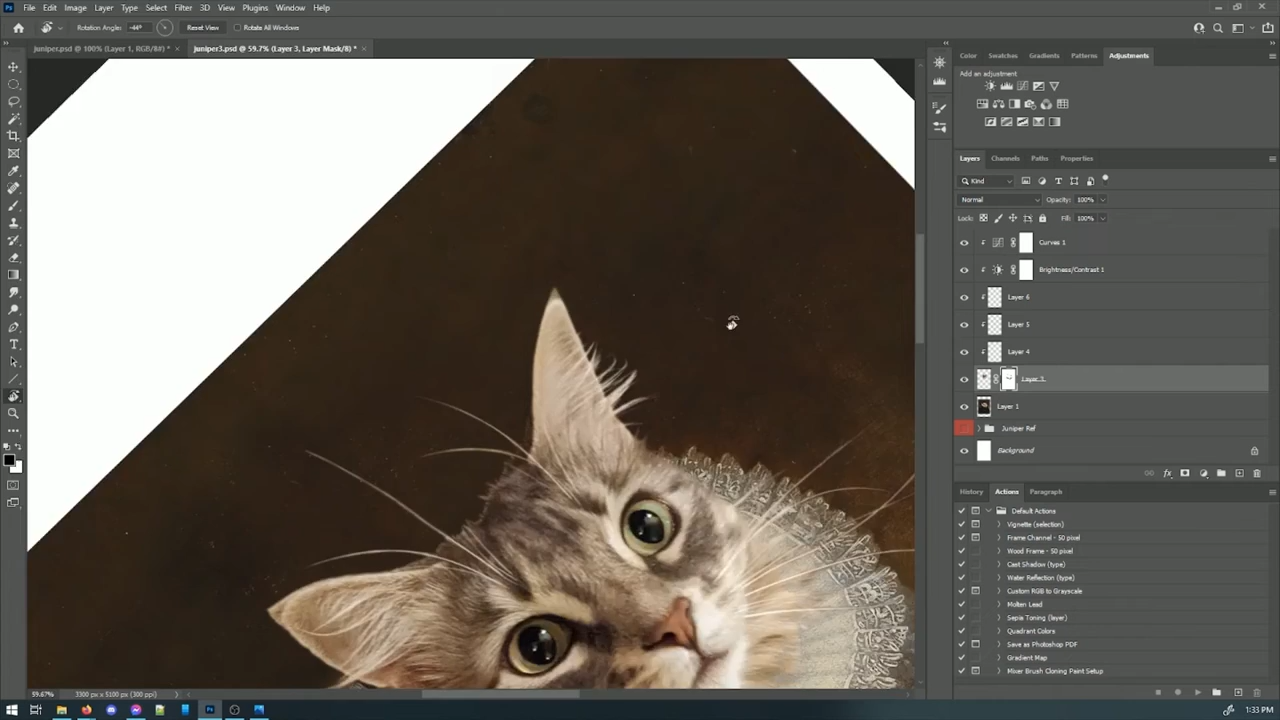 File Edit Image Layer Type Select Filter 3D View Plugins Window Help
Rotation Angle: -44° Reset View Rotate All Windows
juniper.psd @ 100% (Layer 1, RGB/8#) * × juniper3.psd @ 59.7% (Layer 3, Layer Mask/8) * ×
Color Swatches Gradients Patterns Adjustments
Add an adjustment
Layers Channels Paths Properties
Kind
Normal Opacity: 100%
Lock: Fill: 100%
Curves 1
Brightness/Contrast 1
Layer 6
Layer 5
Layer 4
Layer 3
Layer 1
Juniper Ref
Background
History Actions Paragraph
Default Actions
Vignette (selection)
Frame Channel - 50 pixel
Wood Frame - 50 pixel
Cast Shadow (type)
Water Reflection (type)
Custom RGB to Grayscale
Molten Lead
Sepia Toning (layer)
Quadrant Colors
Save as Photoshop PDF
Gradient Map
Mixer Brush Cloning Paint Setup
59.67% 3300 px x 5100 px (300 ppi)
1:33 PM